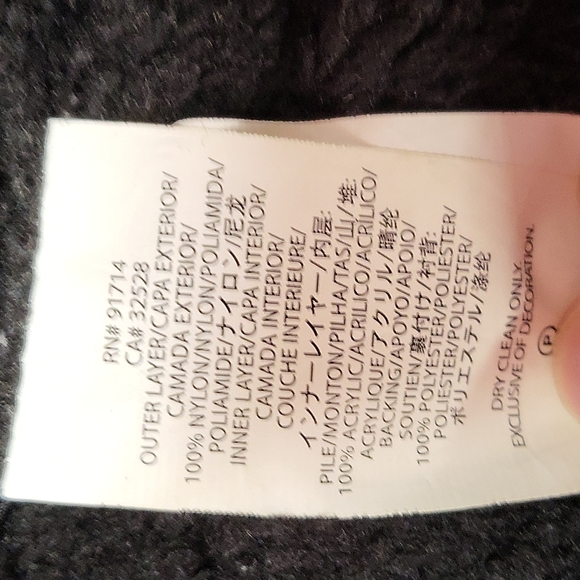 RN# 91714
CA# 32528
OUTER LAYER/CAPA EXTERIOR/
CAMADA EXTERIOR/
100% NYLON/NYLON/POLIAMIDA/
POLIAMIDE/ナイロン/尼龙
INNER LAYER/CAPA INTERIOR/
CAMADA INTERIOR/
COUCHE INTERIEURE/
インナーレイヤー/内层:
PILE/MONTON/PILHA/TAS/山/堆:
100% ACRYLIC/ACRILICO/ACRÍLICO/
ACRYLIQUE/アクリル/晴纶
BACKING/APOYO/APOIO/
SOUTIEN/裏付け/衬背:
100% POLYESTER/POLIESTER/
POLIESTER/POLYESTER/
ポリエステル/涤纶
DRY CLEAN ONLY.
EXCLUSIVE OF DECORATION.
P